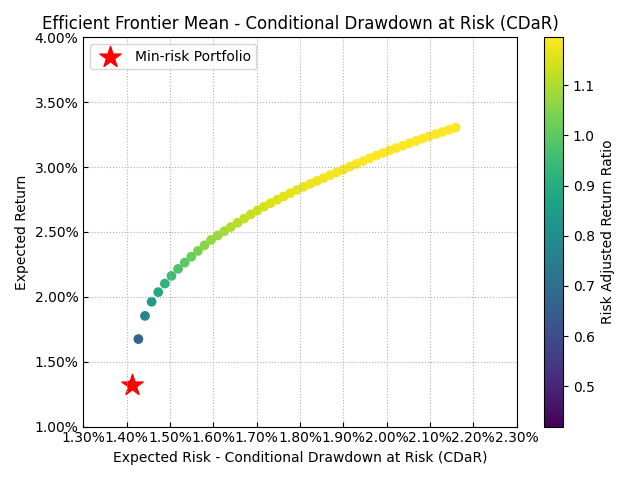 Efficient Frontier Mean - Conditional Drawdown at Risk (CDaR)
Min-risk Portfolio
4.00%
3.50%
3.00%
2.50%
2.00%
1.50%
1.00%
Expected Return
1.30% 1.40% 1.50% 1.60% 1.70% 1.80% 1.90% 2.00% 2.10% 2.20% 2.30%
Expected Risk - Conditional Drawdown at Risk (CDaR)
1.1
1.0
0.9
0.8
0.7
0.6
0.5
Risk Adjusted Return Ratio